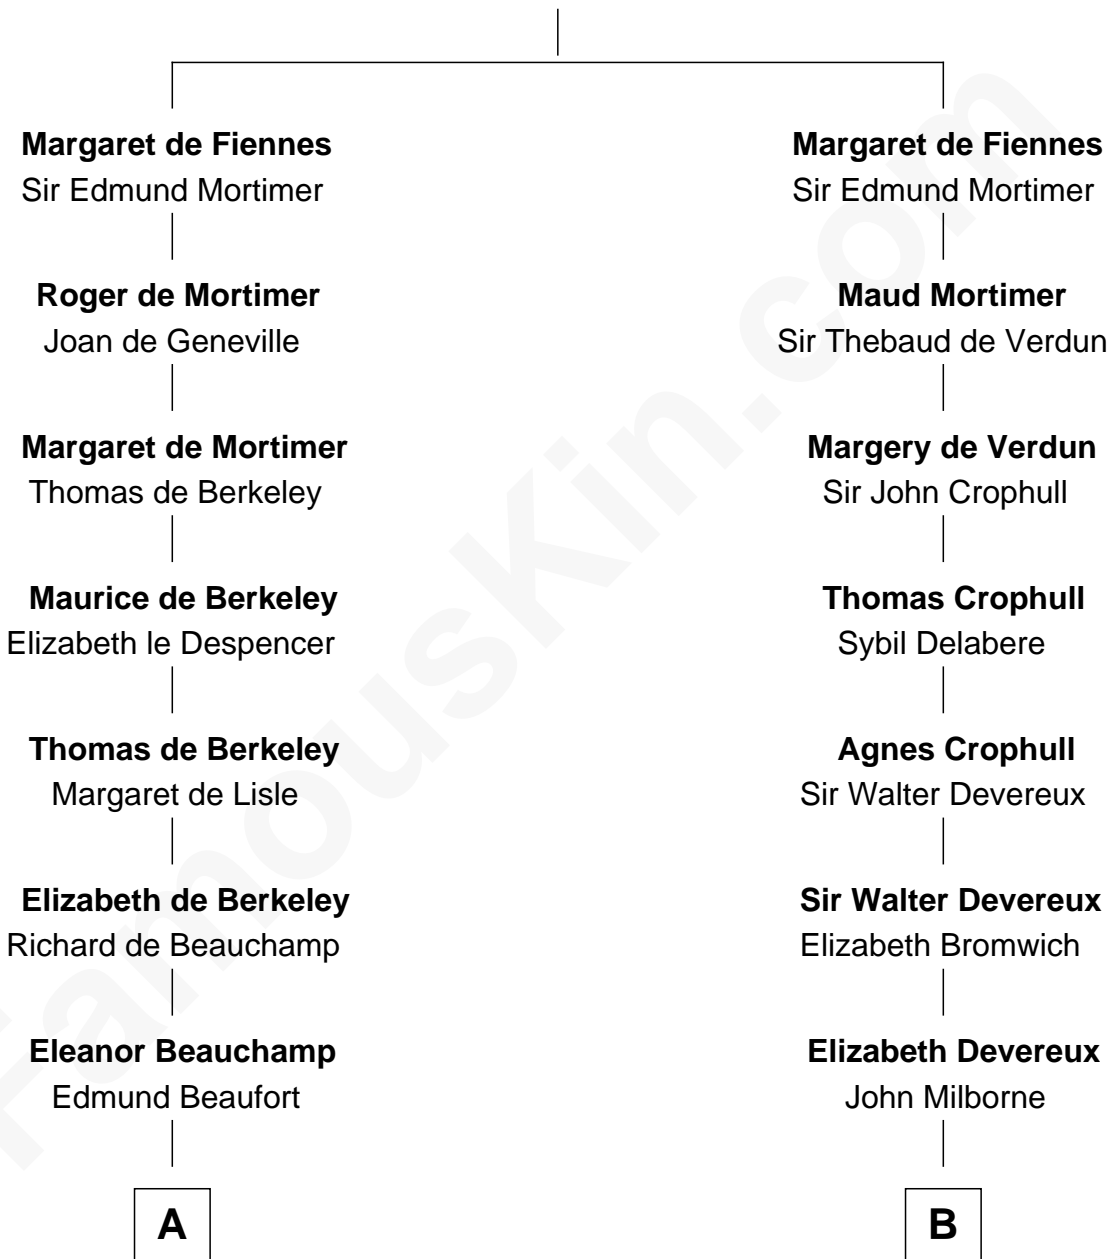 Margaret de Fiennes
Sir Edmund Mortimer
Margaret de Fiennes
Sir Edmund Mortimer
Roger de Mortimer
Joan de Geneville
Maud Mortimer
Sir Thebaud de Verdun
Margaret de Mortimer
Thomas de Berkeley
Margery de Verdun
Sir John Crophull
Maurice de Berkeley
Elizabeth le Despencer
Thomas Crophull
Sybil Delabere
Thomas de Berkeley
Margaret de Lisle
Agnes Crophull
Sir Walter Devereux
Elizabeth de Berkeley
Richard de Beauchamp
Sir Walter Devereux
Elizabeth Bromwich
Eleanor Beauchamp
Edmund Beaufort
Elizabeth Devereux
John Milborne
A
B
FamousKin.com